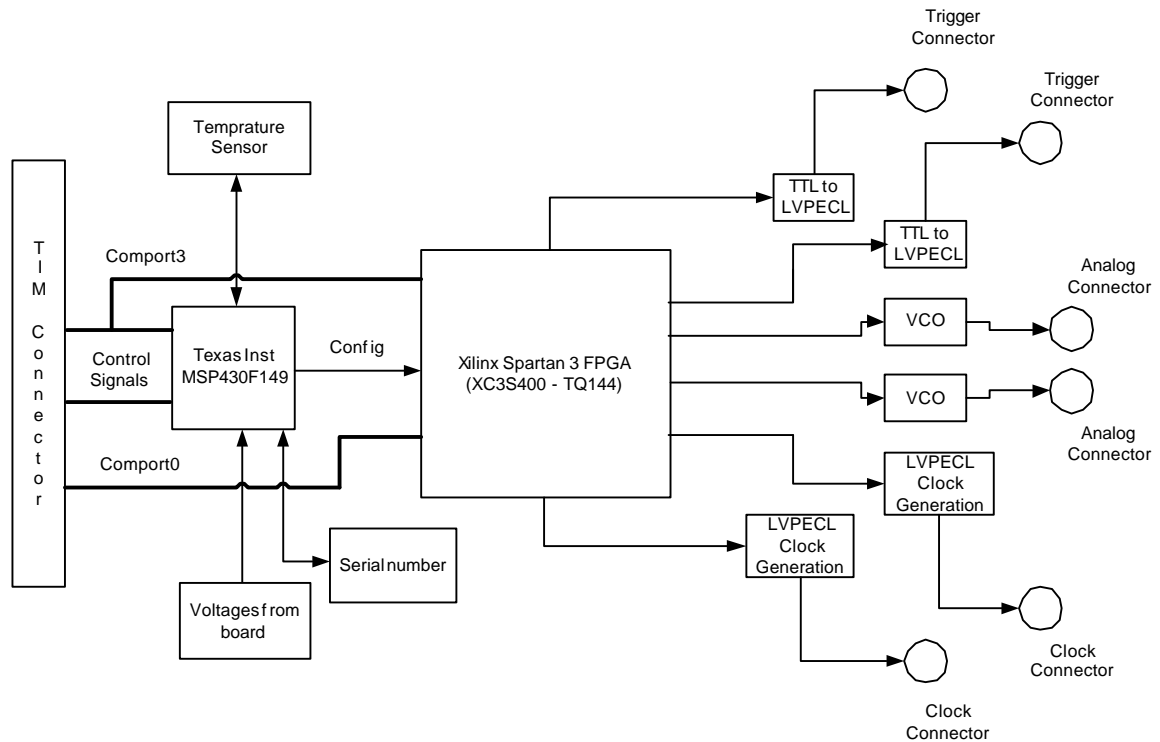 Trigger
Connector
Trigger
Connector
Temprature
Sensor
TTL to
LVPECL
TTL to
LVPECL
TIM Connector
Comport3
Analog
Connector
VCO
Texas Inst
MSP430F149
Config
Xilinx Spartan 3 FPGA
(XC3S400 - TQ144)
Control
Signals
VCO
Analog
Connector
Comport0
LVPECL
Clock
Generation
LVPECL
Clock
Generation
Serial number
Voltages from
board
Clock
Connector
Clock
Connector